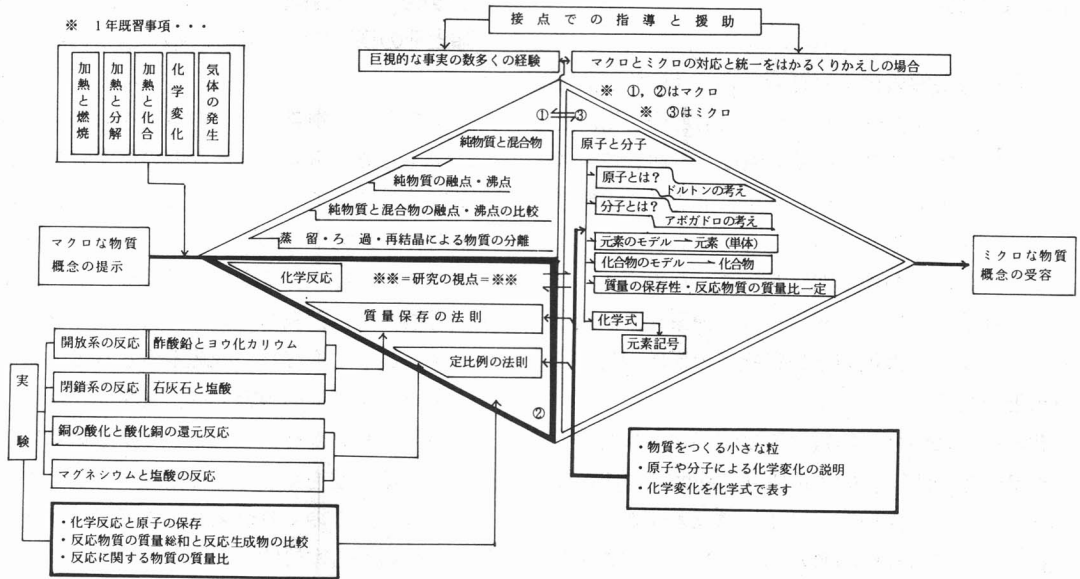 接点での指導と援助
※ 1年既習事項・・・
加熱と燃焼
加熱と分解
加熱と化合
化学変化
気体の発生
巨視的な事実の数多くの経験
マクロとミクロの対応と統一をはかるくりかえしの場合
※ ①,②はマクロ
※ ③はミクロ
① ③
純物質と混合物
純物質の融点・沸点
純物質と混合物の融点・沸点の比較
蒸留・ろ過・再結晶による物質の分離
原子と分子
原子とは?
ドルトンの考え
分子とは?
アボガドロの考え
元素のモデル 元素(単体)
化合物のモデル 化合物
質量の保存性・反応物質の質量比一定
化学式
元素記号
マクロな物質
概念の提示
ミクロな物質
概念の受容
化学反応
※※=研究の視点=※※
質量保存の法則
定比例の法則
②
実験
開放系の反応 酢酸鉛とヨウ化カリウム
閉鎖系の反応 石灰石と塩酸
銅の酸化と酸化銅の還元反応
マグネシウムと塩酸の反応
・化学反応と原子の保存
・反応物質の質量総和と反応生成物の比較
・反応に関する物質の質量比
・物質をつくる小さな粒
・原子や分子による化学変化の説明
・化学変化を化学式で表す